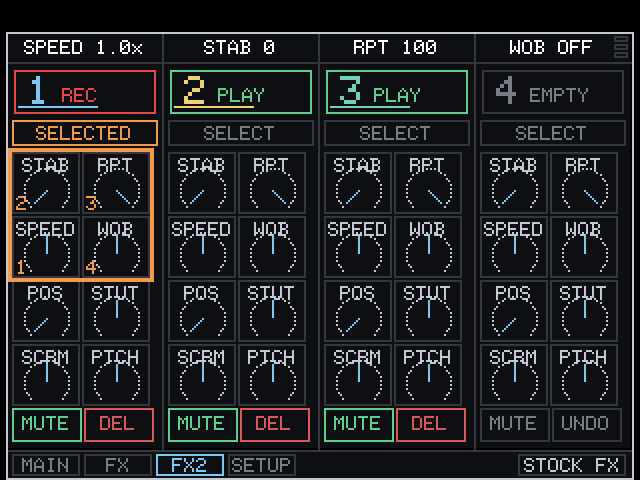 SPEED 1.0x STAB 0 RPT 100 WOB OFF
1 REC 2 PLAY 3 PLAY 4 EMPTY
SELECTED SELECT SELECT SELECT
STAB RPT STAB RPT STAB RPT STAB RPT
2 3
SPEED WOB SPEED WOB SPEED WOB SPEED WOB
1 4
POS STUT POS STUT POS STUT POS STUT
SCRM PTCH SCRM PTCH SCRM PTCH SCRM PTCH
MUTE DEL MUTE DEL MUTE DEL MUTE UNDO
MAIN FX FX2 SETUP STOCK FX